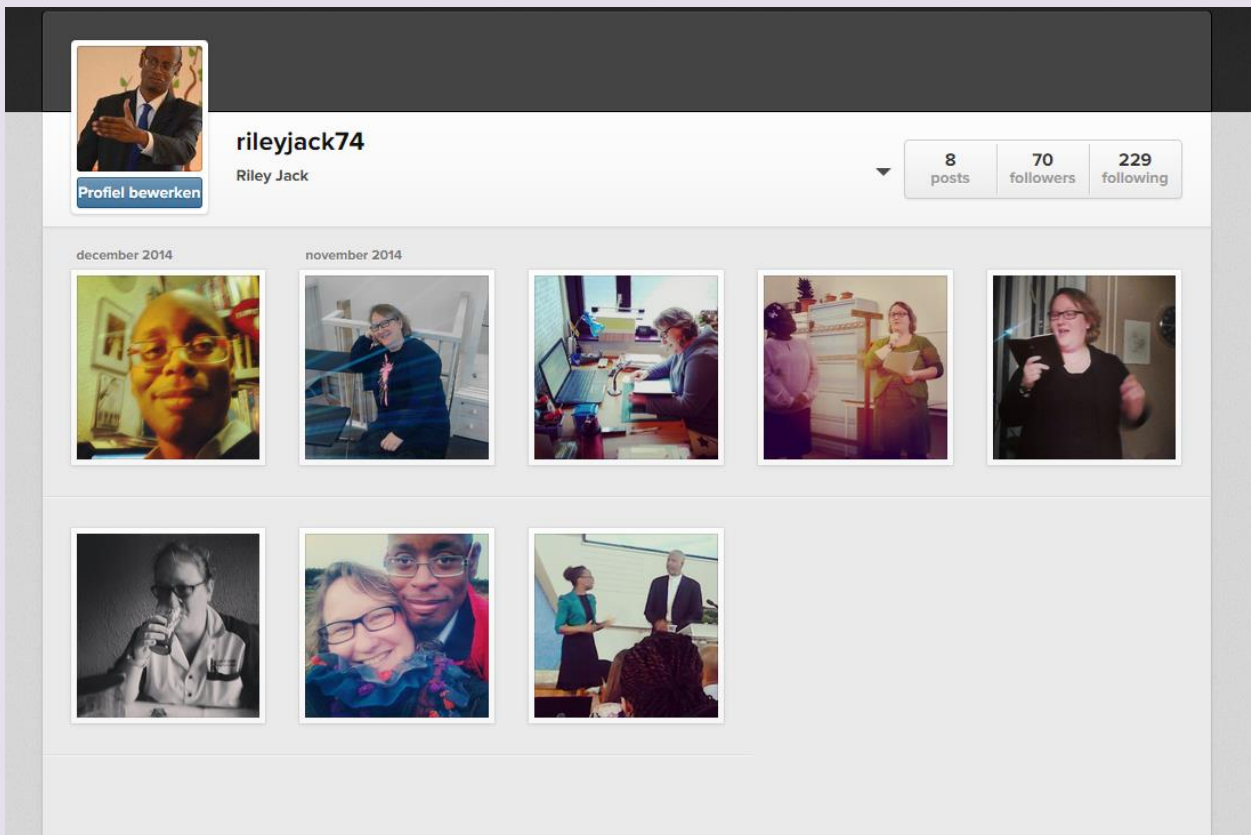 rileyjack74
Riley Jack
Profiel bewerken
8 posts
70 followers
229 following
december 2014
november 2014